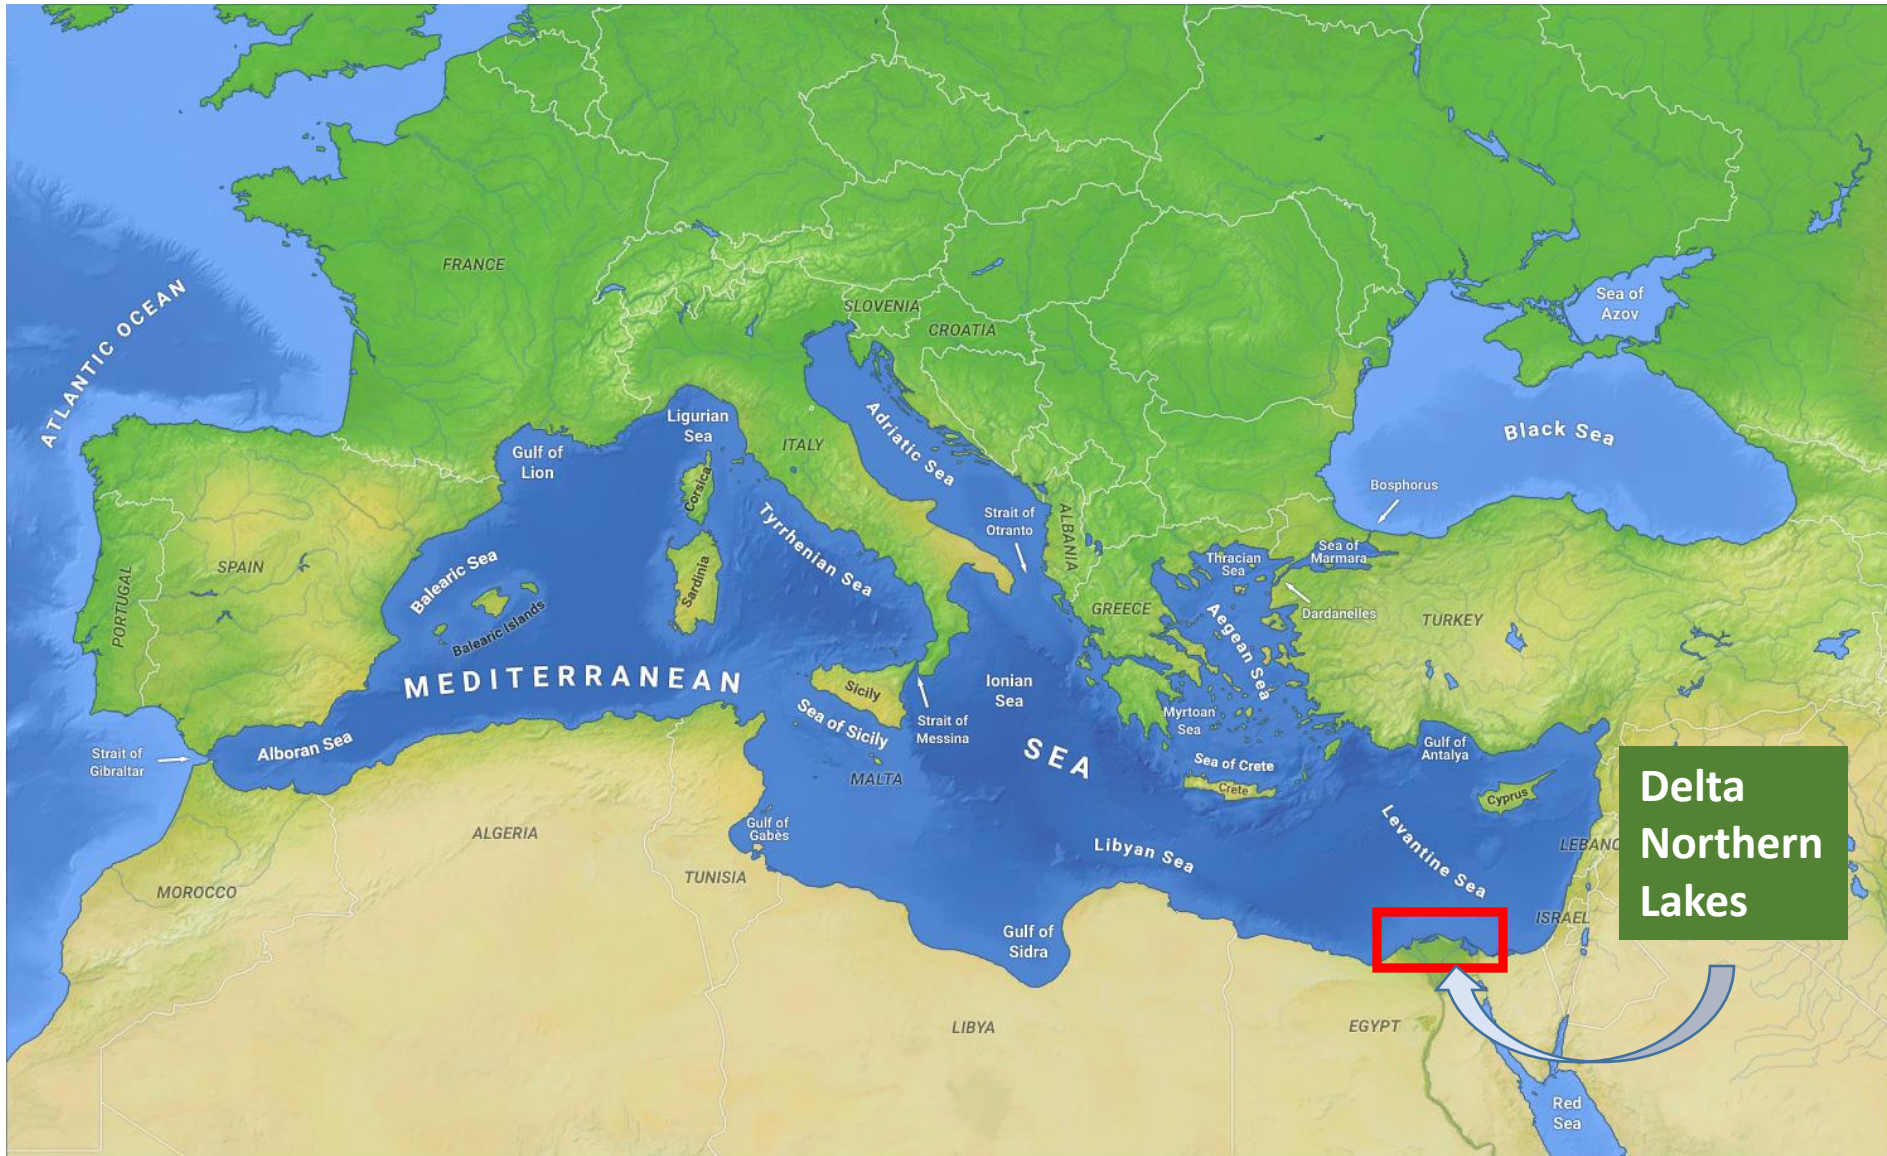 ATLANTIC OCEAN
FRANCE
SLOVENIA
CROATIA
Sea of
Azov
Black Sea
Bosphorus
Ligurian
Sea
ITALY
Adriatic Sea
Gulf of
Lion
Corsica
Strait of
Otranto
ALBANIA
Tyrrhenian Sea
Thracian
Sea
Sea of
Marmara
SPAIN
PORTUGAL
Balearic Sea
Balearic Islands
Sardinia
GREECE
Aegean Sea
Dardanelles
TURKEY
MEDITERRANEAN
SEA
Sicily
Ionian
Sea
Sea of Sicily
Strait of
Messina
Myrtoan
Sea
Strait of
Gibraltar
Alboran Sea
Gulf of
Antalya
Sea of Crete
Crete
MALTA
Cyprus
Delta
Northern
Lakes
ALGERIA
Gulf of
Gabès
Libyan Sea
Levantine Sea
LEBANO
MOROCCO
TUNISIA
ISRAEL
Gulf of
Sidra
LIBYA
EGYPT
Red
Sea